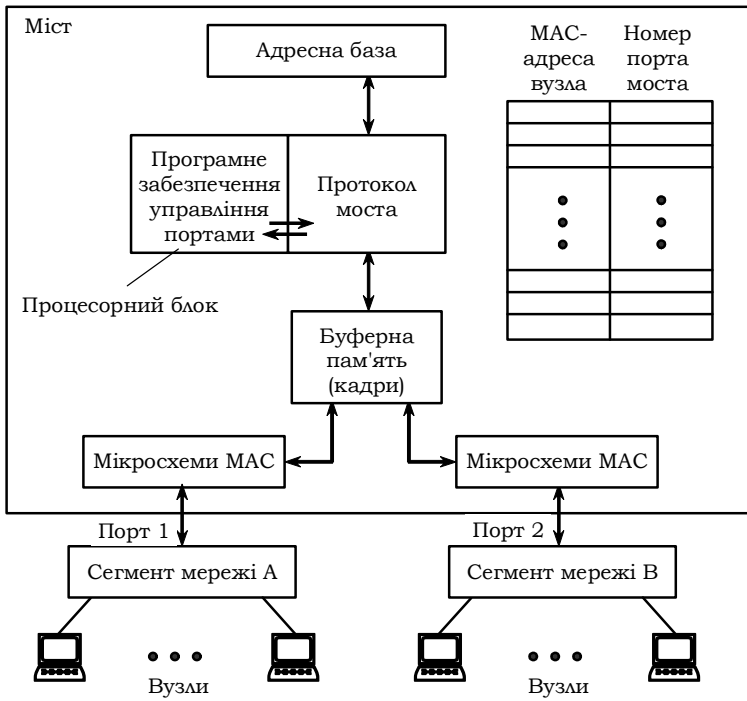 Міст
Адресна база
МАС-
адреса
вузла
Номер
порта
моста
Програмне
забезпечення
управління
портами
Протокол
моста
Процесорний блок
Буферна
пам'ять
(кадри)
Мікросхеми МАС
Мікросхеми МАС
Порт 1
Порт 2
Сегмент мережі А
Сегмент мережі В
Вузли
Вузли